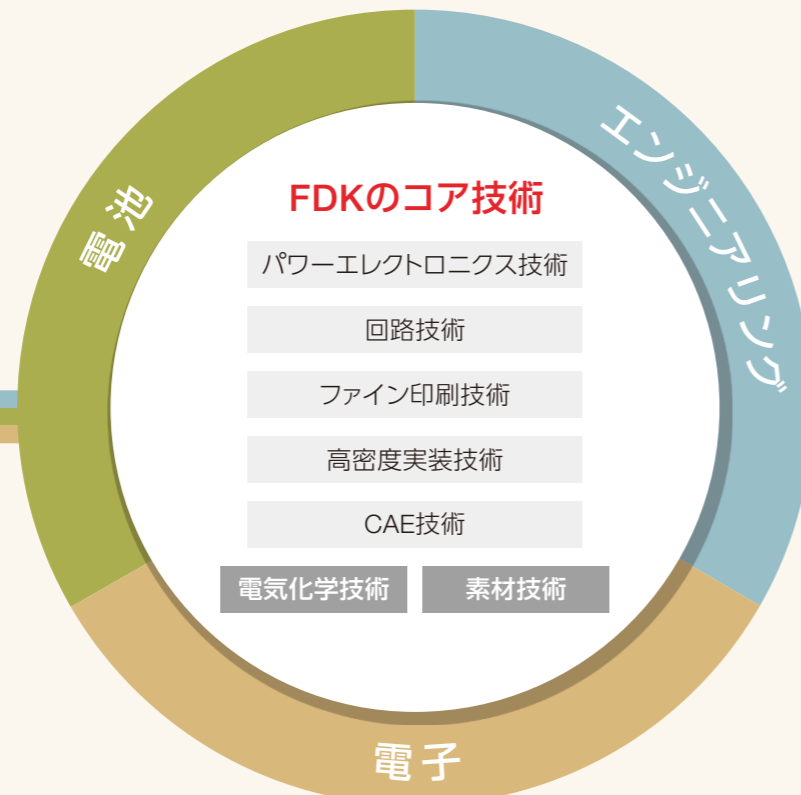 電池
エンジニアリング
FDKのコア技術
パワーエレクトロニクス技術
回路技術
ファイン印刷技術
高密度実装技術
CAE技術
電気化学技術 素材技術
電子